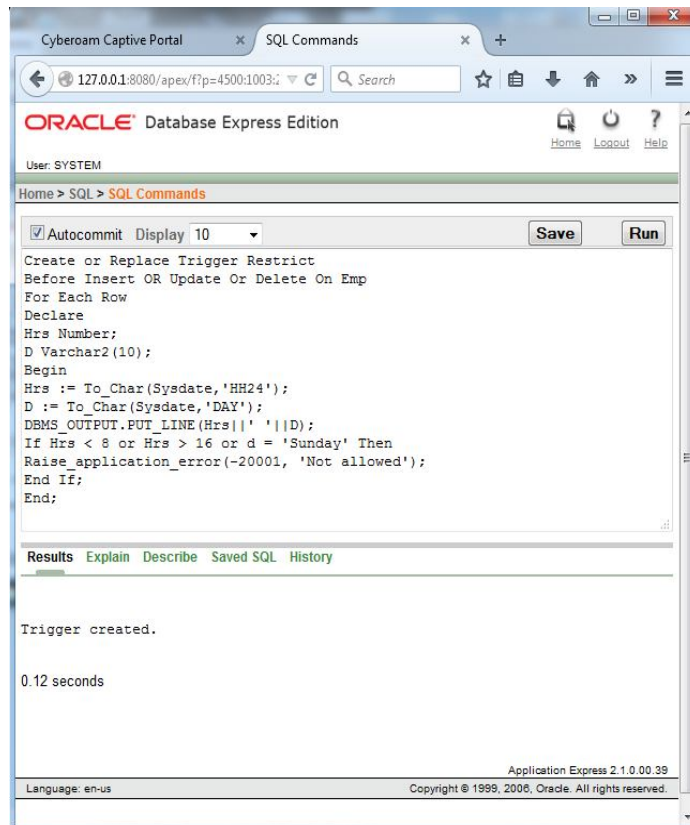 Cyberoam Captive Portal
SQL Commands
127.0.0.1:8080/apex/f?p=4500:1003:
Search
ORACLE Database Express Edition
Home Logout Help
User: SYSTEM
Home > SQL > SQL Commands
Autocommit Display 10 Save Run
Create or Replace Trigger Restrict
Before Insert OR Update Or Delete On Emp
For Each Row
Declare
Hrs Number;
D Varchar2(10);
Begin
Hrs := To_Char(Sysdate,'HH24');
D := To_Char(Sysdate,'DAY');
DBMS_OUTPUT.PUT_LINE(Hrs||' '||D);
If Hrs < 8 or Hrs > 16 or d = 'Sunday' Then
Raise_application_error(-20001, 'Not allowed');
End If;
End;
Results Explain Describe Saved SQL History
Trigger created.
0.12 seconds
Application Express 2.1.0.00.39
Language: en-us Copyright © 1999, 2006, Oracle. All rights reserved.